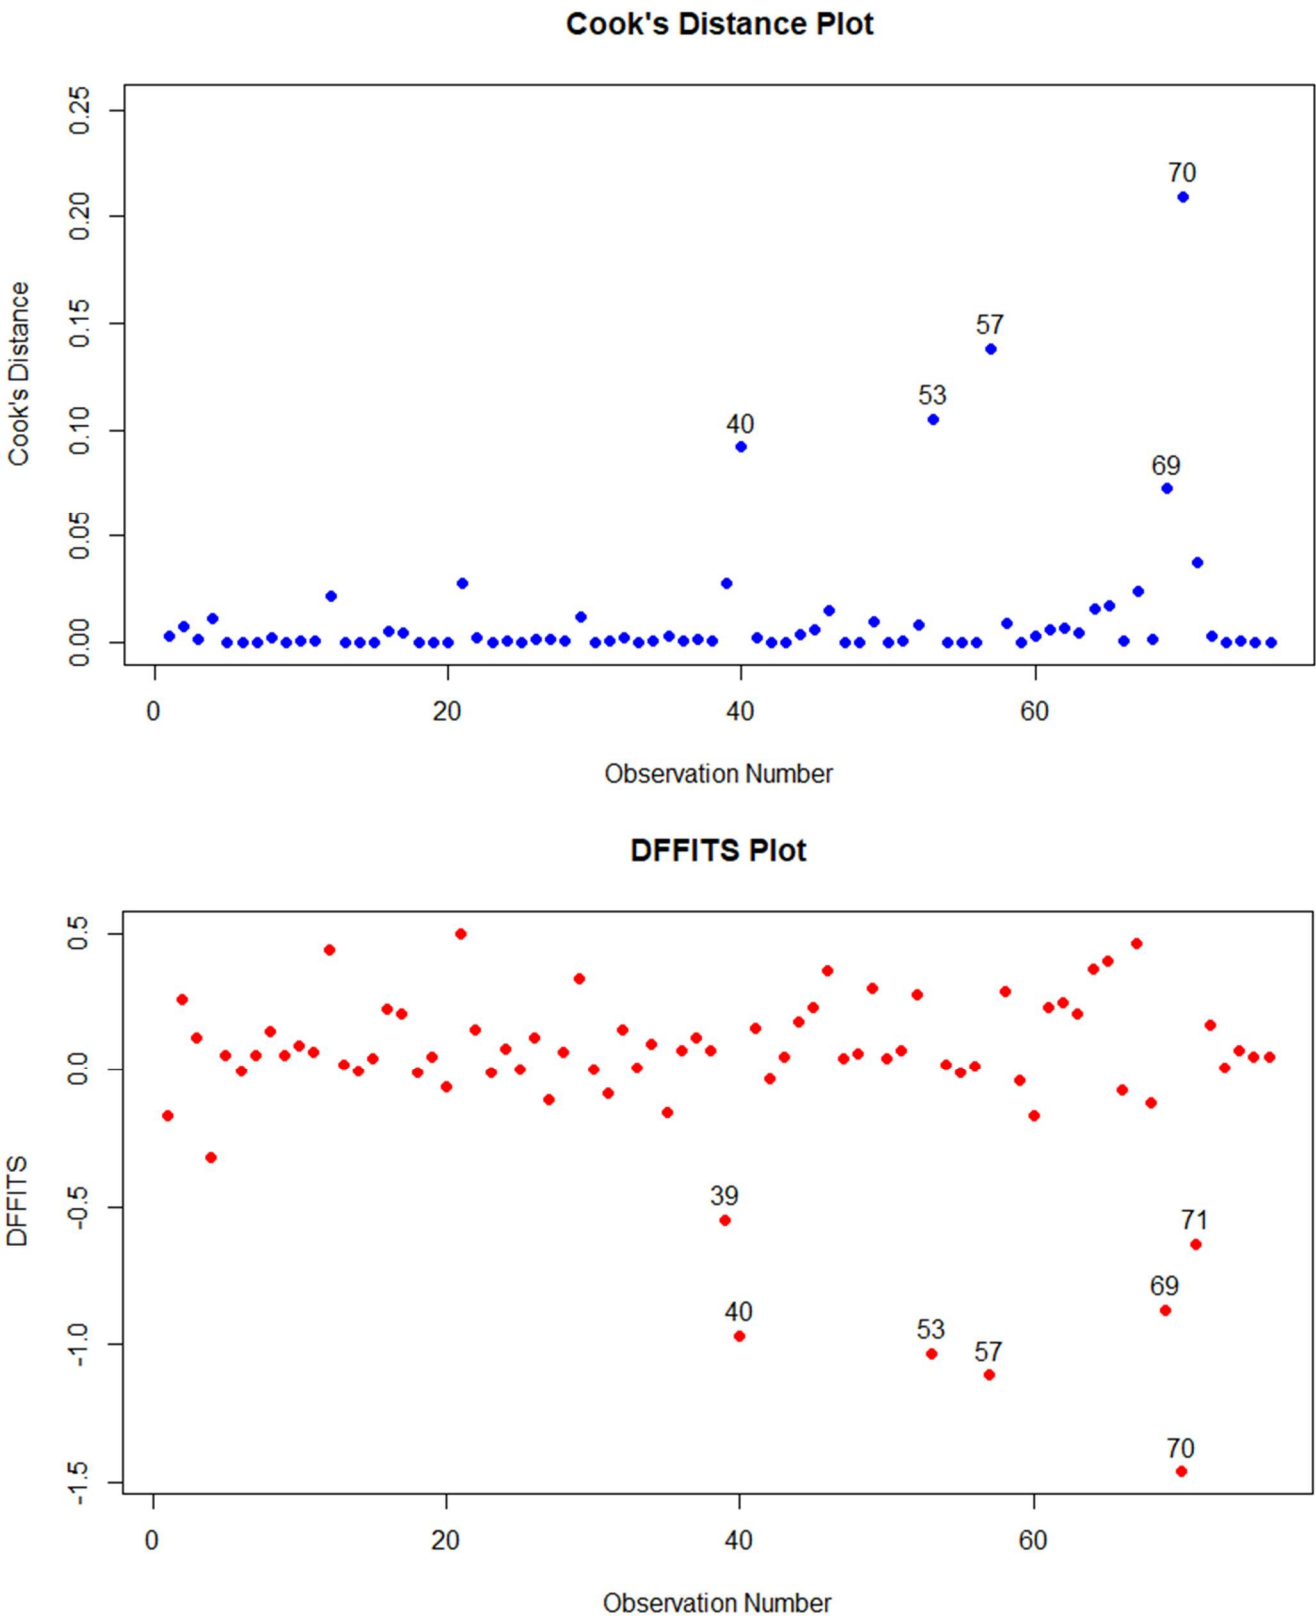 Cook's Distance Plot
0.25
0.20
0.15
0.10
0.05
0.00
Cook's Distance
70
57
53
40
69
0 20 40 60
Observation Number
DFFITS Plot
0.5
0.0
-0.5
-1.0
-1.5
DFFITS
39
71
69
40
53
57
70
0 20 40 60
Observation Number